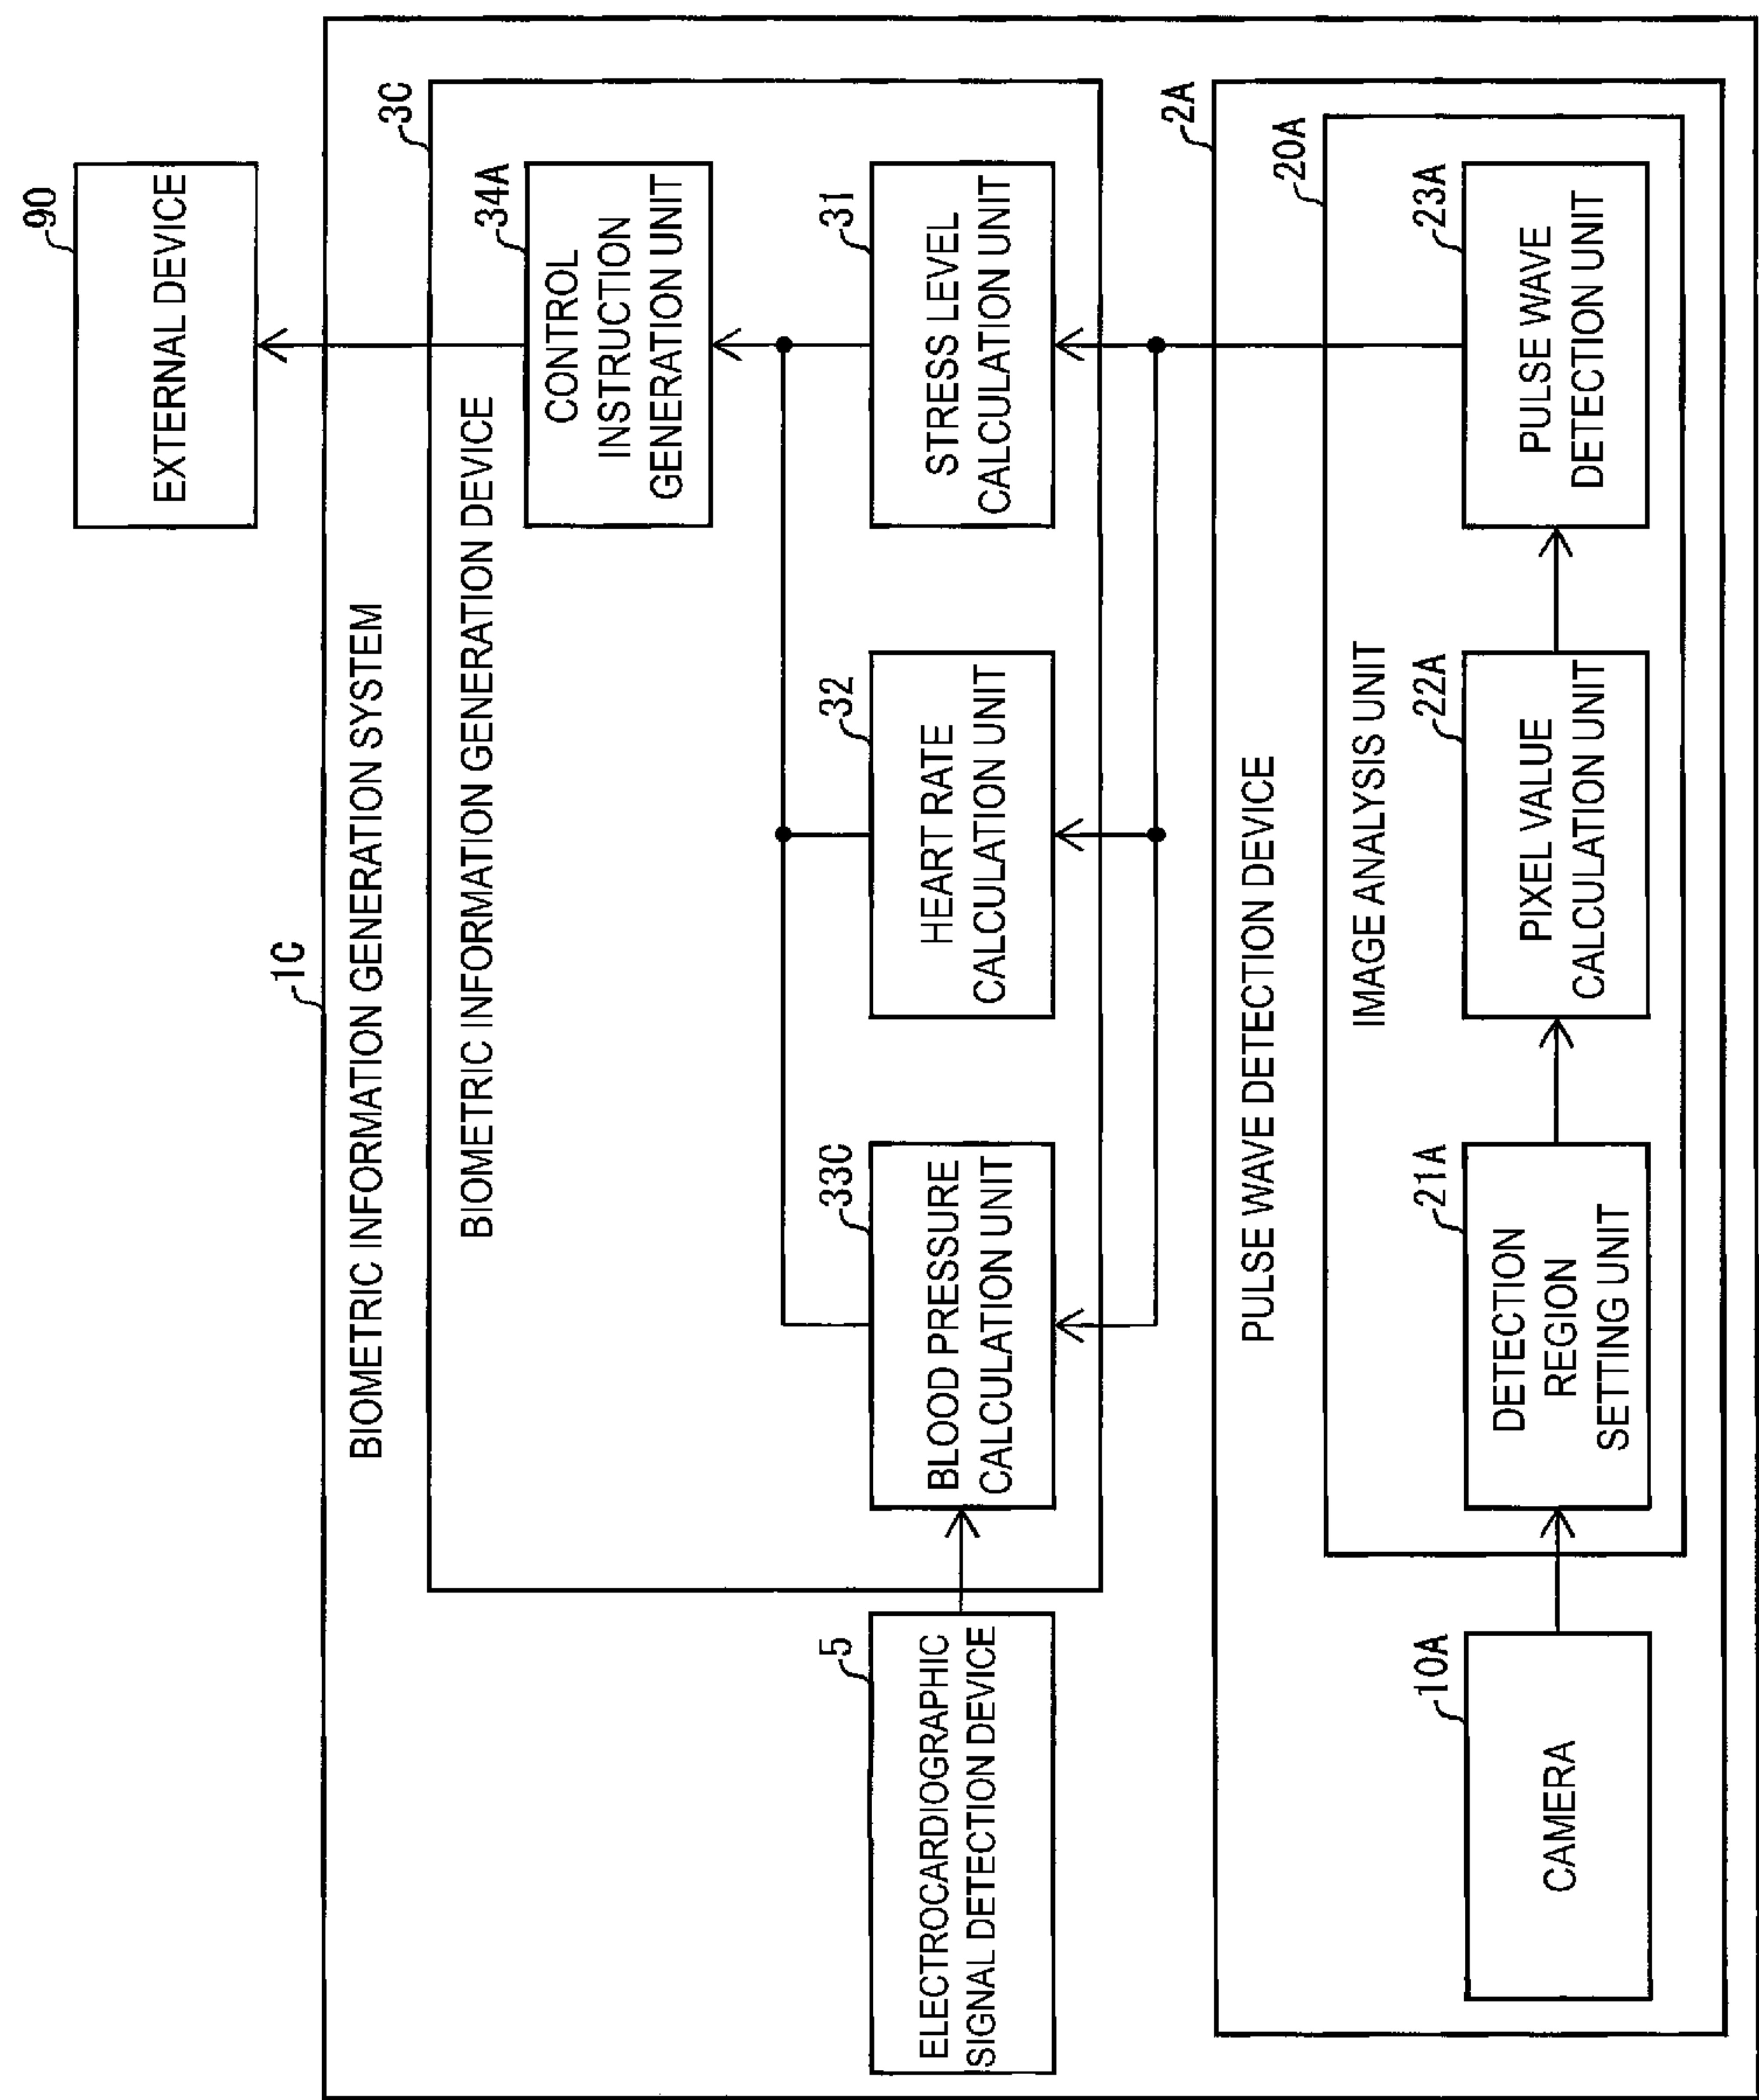 90
EXTERNAL DEVICE
1C
BIOMETRIC INFORMATION GENERATION SYSTEM
3C
BIOMETRIC INFORMATION GENERATION DEVICE
34A
CONTROL
INSTRUCTION
GENERATION UNIT
5
ELECTROCARDIOGRAPHIC
SIGNAL DETECTION DEVICE
33C
BLOOD PRESSURE
CALCULATION UNIT
32
HEART RATE
CALCULATION UNIT
31
STRESS LEVEL
CALCULATION UNIT
2A
PULSE WAVE DETECTION DEVICE
20A
IMAGE ANALYSIS UNIT
10A
CAMERA
21A
DETECTION
REGION
SETTING UNIT
22A
PIXEL VALUE
CALCULATION UNIT
23A
PULSE WAVE
DETECTION UNIT